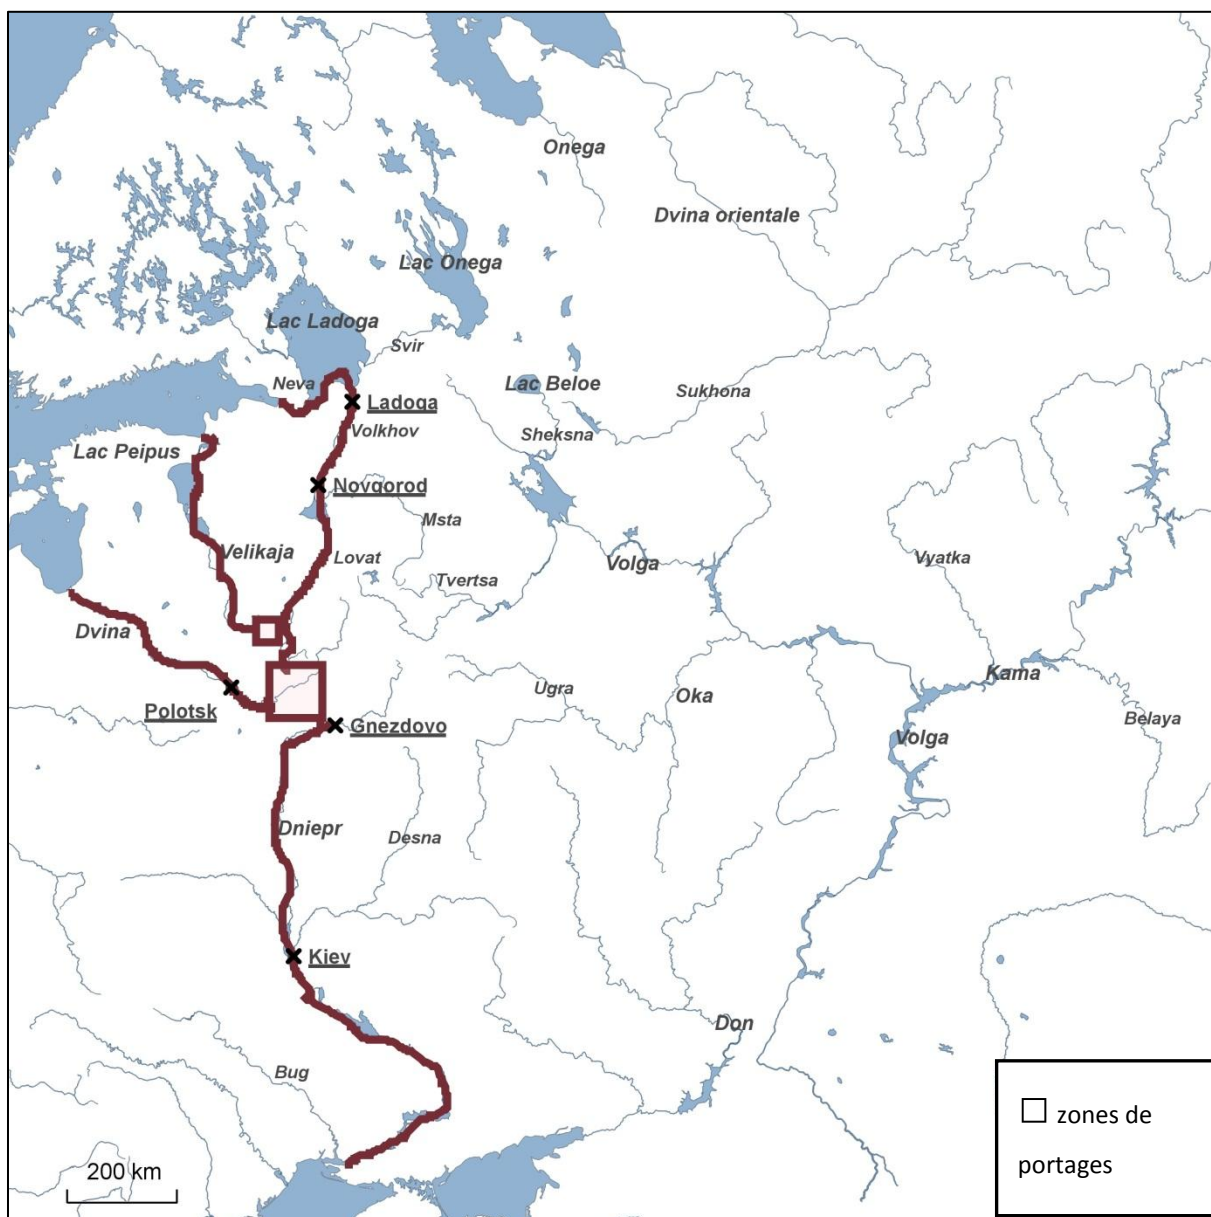 Onega
Dvina orientale
Lac Onega
Lac Ladoga
Svir
Neva
Lac Beloe
Sukhona
Ladoga
Volkhov
Sheksna
Lac Peipus
Novgorod
Msta
Velikaja
Lovat
Volga
Vyatka
Tvertsa
Dvina
Kama
Ugra
Oka
Polotsk
Gnezdovo
Belaya
Volga
Dniepr
Desna
Kiev
Don
Bug
zones de
portages
200 km